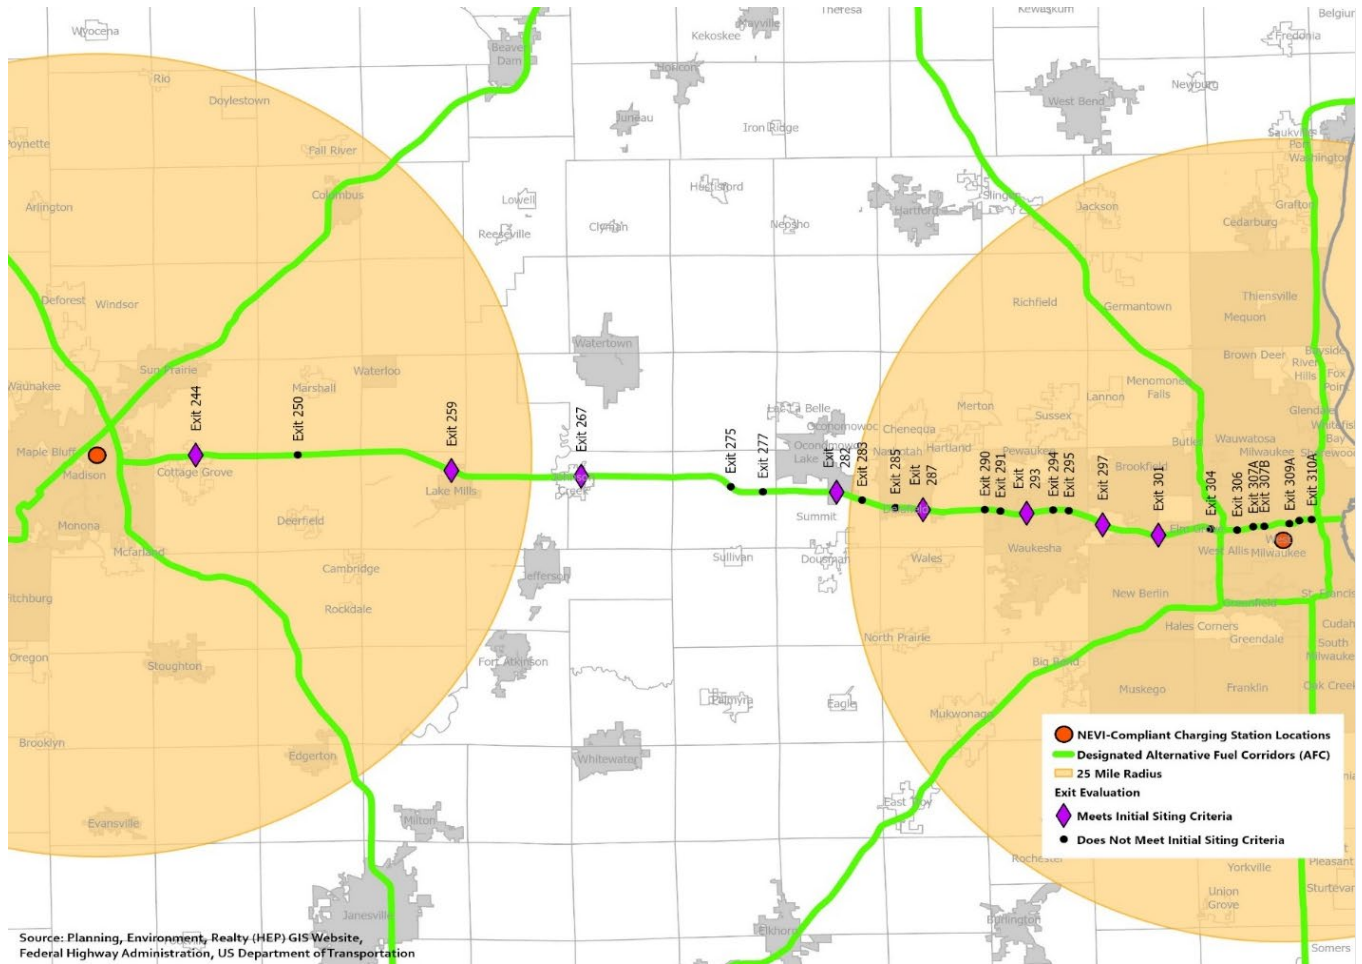 Theresa
Kewaskum
Belgium
Wyocena
Mayville
Kekoskee
Fredonia
Beaver
Dam
Horicon
Rio
Newburg
Doylestown
West Bend
Juneau
Iron Ridge
Saukville
Port
Washington
Poynette
Fall River
Columbus
Hustisford
Slinger
Lowell
Arlington
Jackson
Grafton
Hartford
Clyman
Neosho
Cedarburg
Reeseville
Deforest
Windsor
Richfield
Germantown
Thiensville
Mequon
Watertown
Bayside
Brown Deer
River
Hills
Fox
Point
Sun Prairie
Waterloo
Waunakee
Marshall
Menomonee
Falls
Lannon
Merton
Lac La Belle
Sussex
Glendale
Oconomowoc
Chenequa
Whitefish
Bay
Butler
Wauwatosa
Shorewood
Maple Bluff
Madison
Cottage Grove
Oconomowoc
Lake
Nashotah
Hartland
Pewaukee
Brookfield
Milwaukee
Exit 244
Exit 250
Exit 259
Exit 267
Exit 275
Exit 277
Exit
282
Exit 283
Exit 285
Exit
287
Exit 290
Exit 291
Exit
293
Exit 294
Exit 295
Exit 297
Exit 301
Exit 304
Exit 306
Exit 307A
Exit 307B
Exit 309A
Exit 310A
Lake Mills
Johnson
Creek
Delafield
Summit
Deerfield
Monona
Elm Grove
West
West Allis
Milwaukee
Mcfarland
Sullivan
Dousman
Wales
Waukesha
Cambridge
Jefferson
New Berlin
Fitchburg
Rockdale
Greenfield
St. Francis
Hales Corners
Cudahy
North Prairie
Greendale
South
Milwaukee
Oregon
Stoughton
Fort Atkinson
Big Bend
Muskego
Franklin
Oak Creek
Palmyra
Eagle
Mukwonago
Brooklyn
Edgerton
Whitewater
East Troy
Evansville
Milton
Rochester
Yorkville
Pleasant
Union
Grove
Sturtevant
Janesville
Elkhorn
Burlington
Somers
NEVI-Compliant Charging Station Locations
Designated Alternative Fuel Corridors (AFC)
25 Mile Radius
Exit Evaluation
Meets Initial Siting Criteria
Does Not Meet Initial Siting Criteria
Source: Planning, Environment, Realty (HEP) GIS Website,
Federal Highway Administration, US Department of Transportation